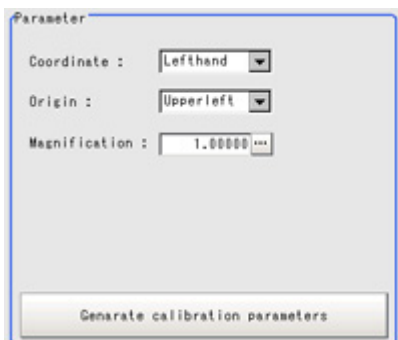 Parameter
Coordinate : Lefthand
Origin : Upperleft
Magnification : 1.00000 ...
Genarate calibration parameters